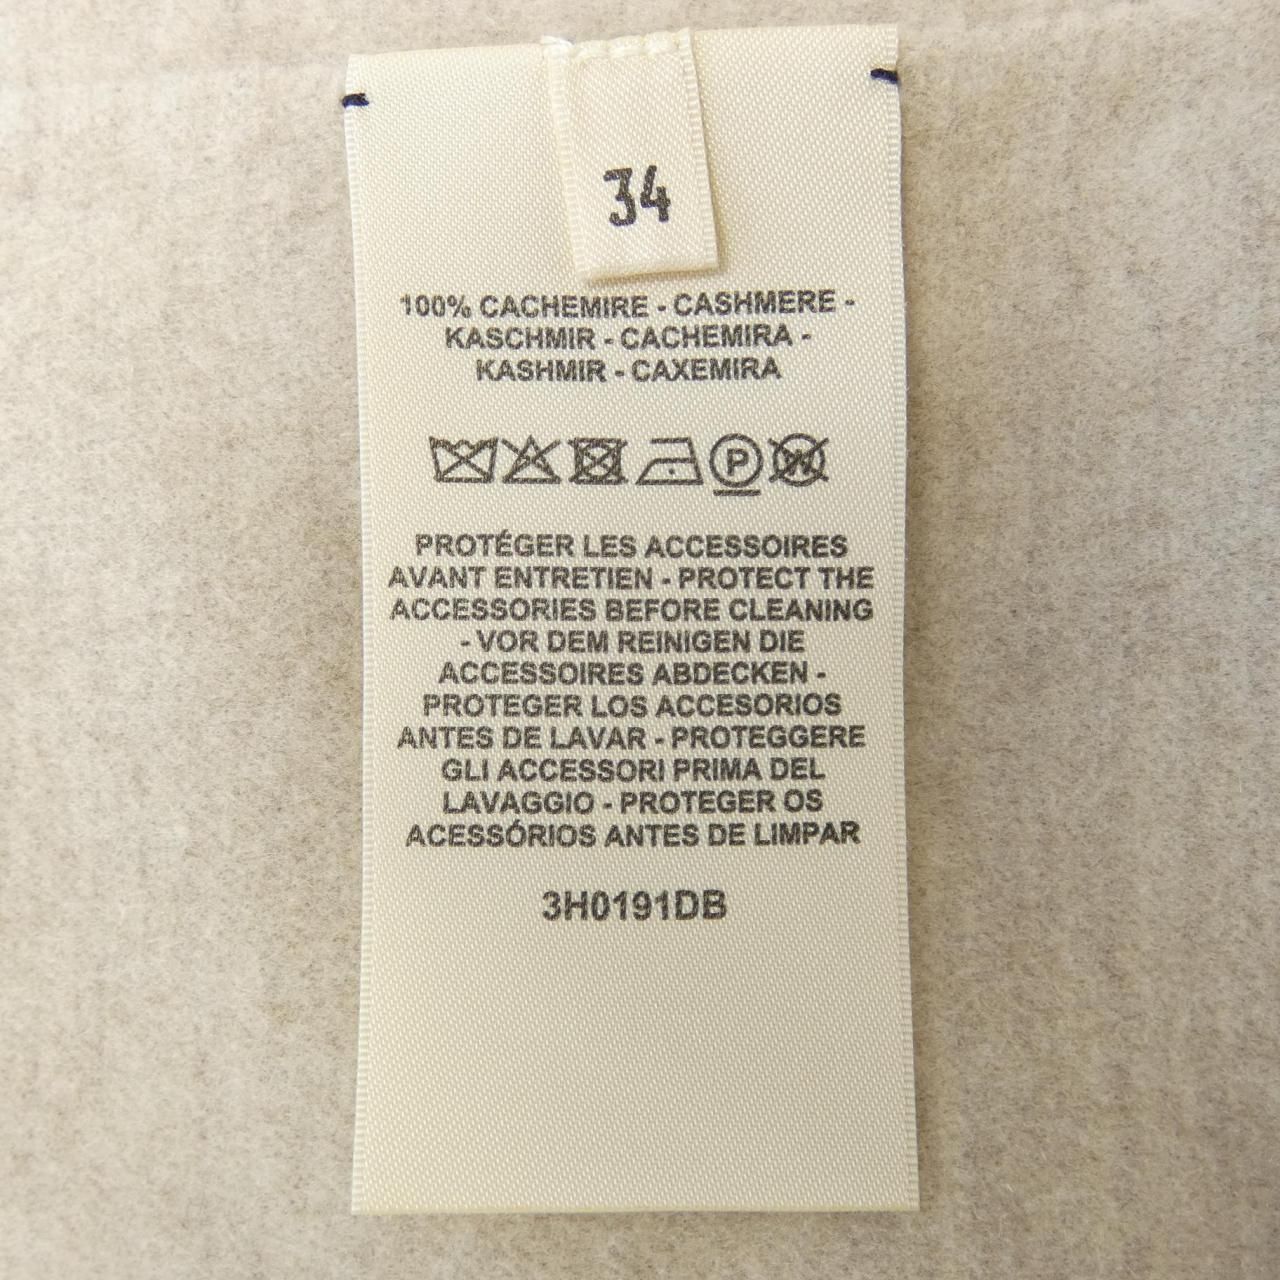 34
100% CACHEMIRE - CASHMERE -
KASCHMIR - CACHEMIRA -
KASHMIR - CAXEMIRA
P W
PROTÉGER LES ACCESSOIRES
AVANT ENTRETIEN - PROTECT THE
ACCESSORIES BEFORE CLEANING
- VOR DEM REINIGEN DIE
ACCESSOIRES ABDECKEN -
PROTEGER LOS ACCESORIOS
ANTES DE LAVAR - PROTEGGERE
GLI ACCESSORI PRIMA DEL
LAVAGGIO - PROTEGER OS
ACESSÓRIOS ANTES DE LIMPAR
3H0191DB